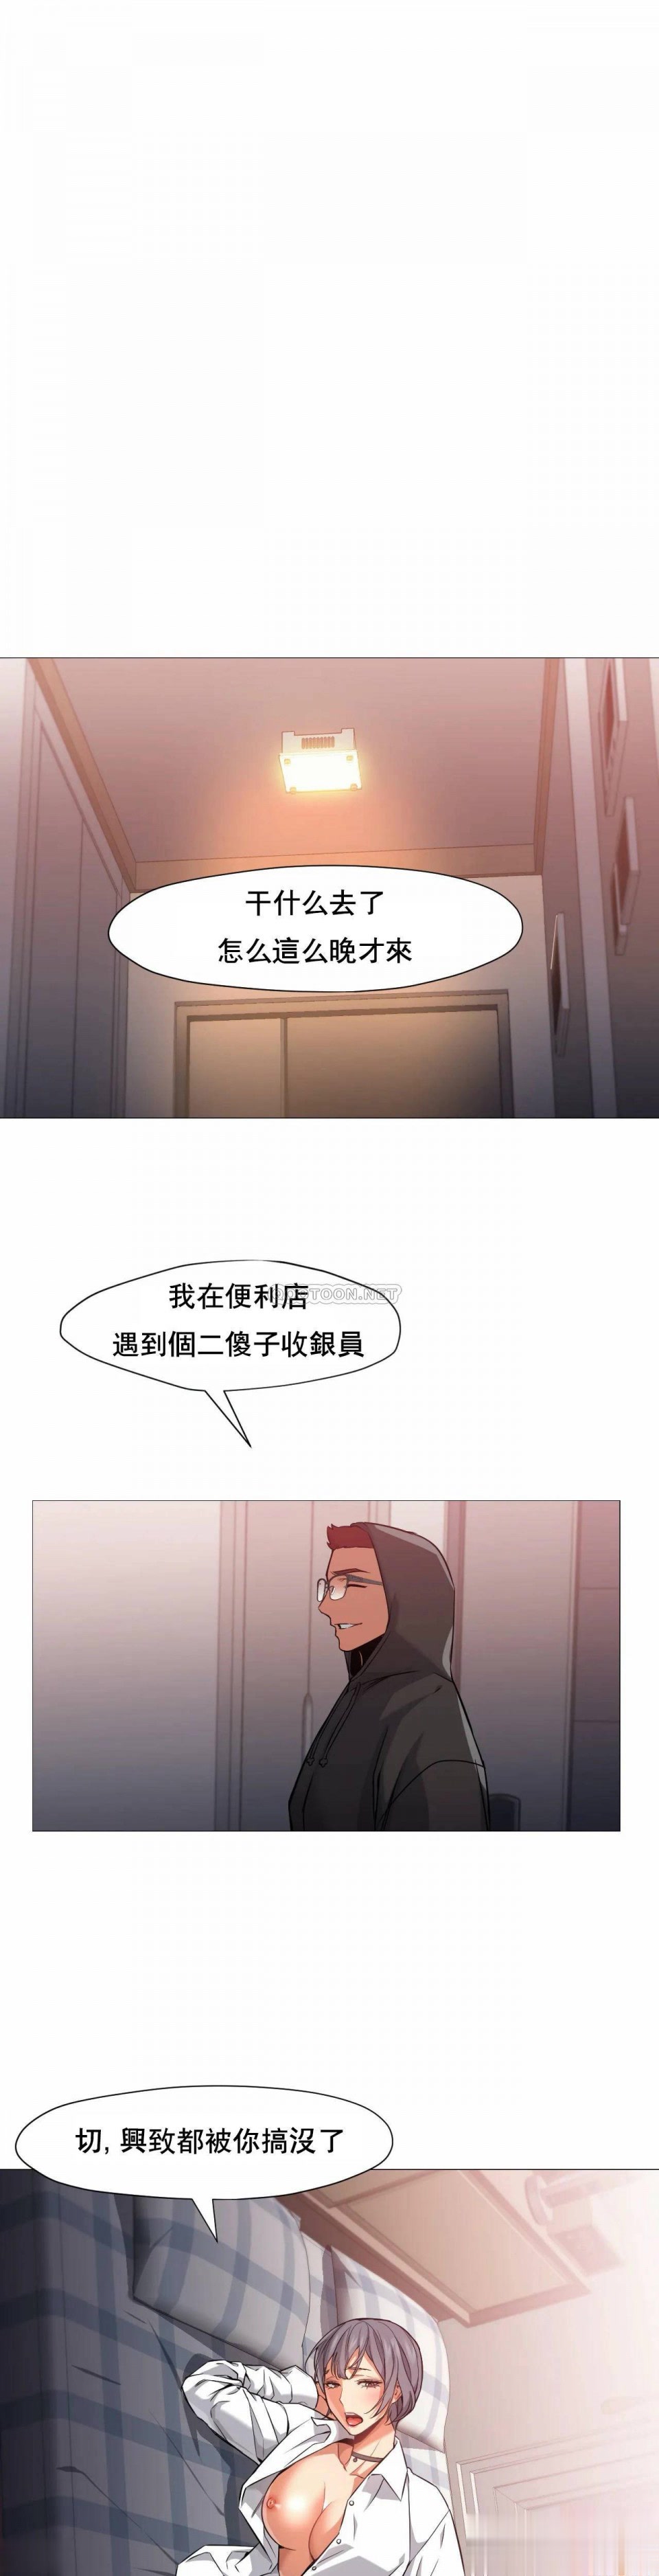 干什么去了
怎么這么晚才來
我在便利店
遇到個二傻子收銀員
切,興致都被你搞沒了